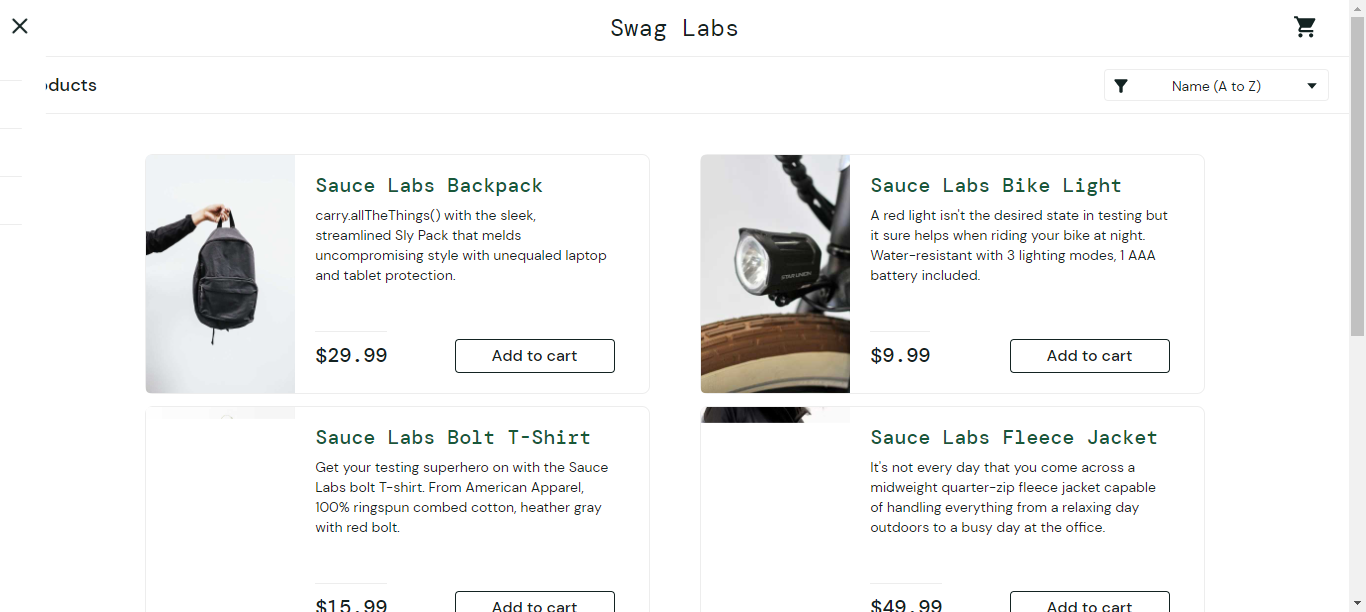 Swag Labs
ducts
Name (A to Z)
Sauce Labs Backpack
carry.allTheThings() with the sleek,
streamlined Sly Pack that melds
uncompromising style with unequaled laptop
and tablet protection.
$29.99
Add to cart
Sauce Labs Bike Light
A red light isn't the desired state in testing but
it sure helps when riding your bike at night.
Water-resistant with 3 lighting modes, 1 AAA
battery included.
$9.99
Add to cart
Sauce Labs Bolt T-Shirt
Get your testing superhero on with the Sauce
Labs bolt T-shirt. From American Apparel,
100% ringspun combed cotton, heather gray
with red bolt.
$15.99
Add to cart
Sauce Labs Fleece Jacket
It's not every day that you come across a
midweight quarter-zip fleece jacket capable
of handling everything from a relaxing day
outdoors to a busy day at the office.
$49.99
Add to cart